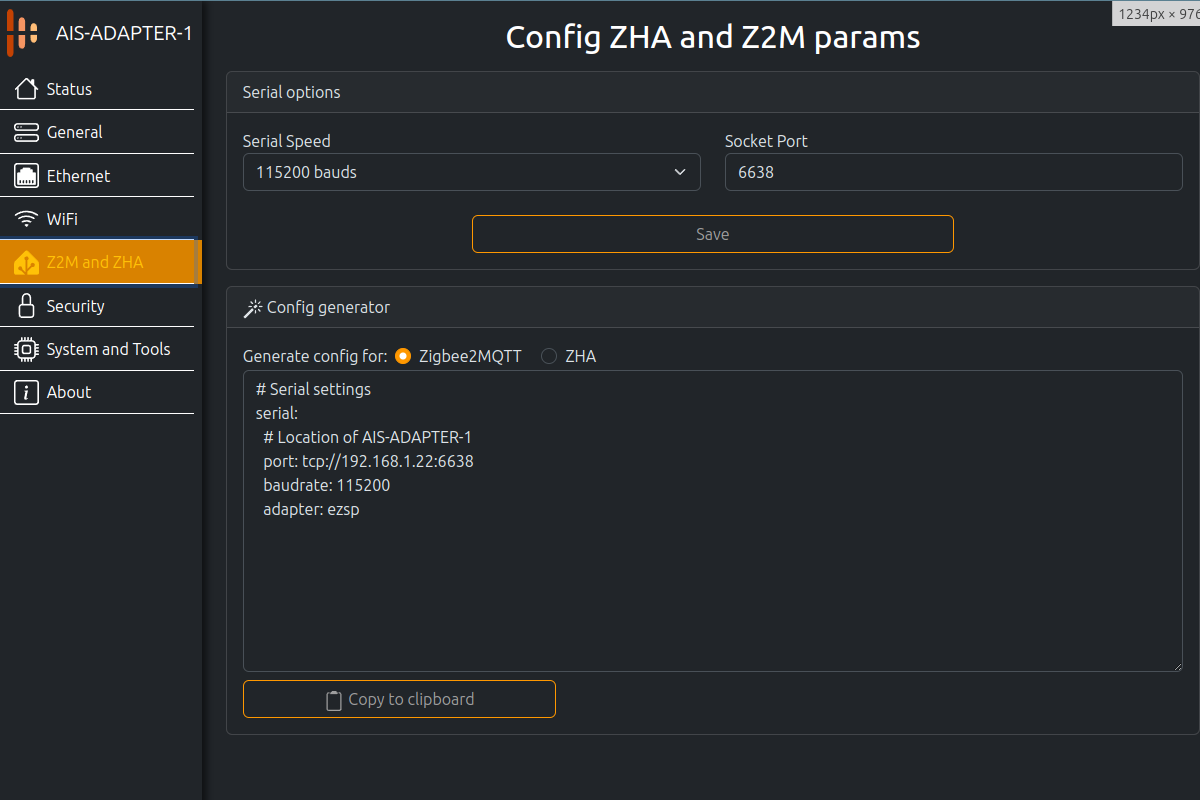 AIS-ADAPTER-1
Status
General
Ethernet
WiFi
Z2M and ZHA
Security
System and Tools
About
1234px × 976
Config ZHA and Z2M params
Serial options
Serial Speed
Socket Port
115200 bauds
6638
Save
Config generator
Generate config for: Zigbee2MQTT ZHA
# Serial settings
serial:
  # Location of AIS-ADAPTER-1
  port: tcp://192.168.1.22:6638
  baudrate: 115200
  adapter: ezsp
Copy to clipboard